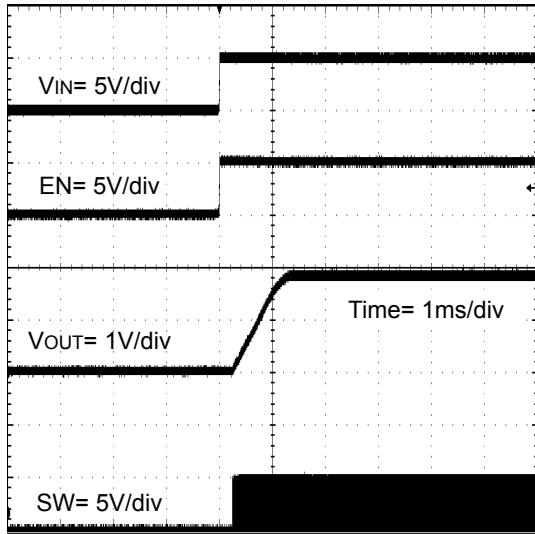 VIN= 5V/div
EN= 5V/div
Time= 1ms/div
VOUT= 1V/div
SW= 5V/div